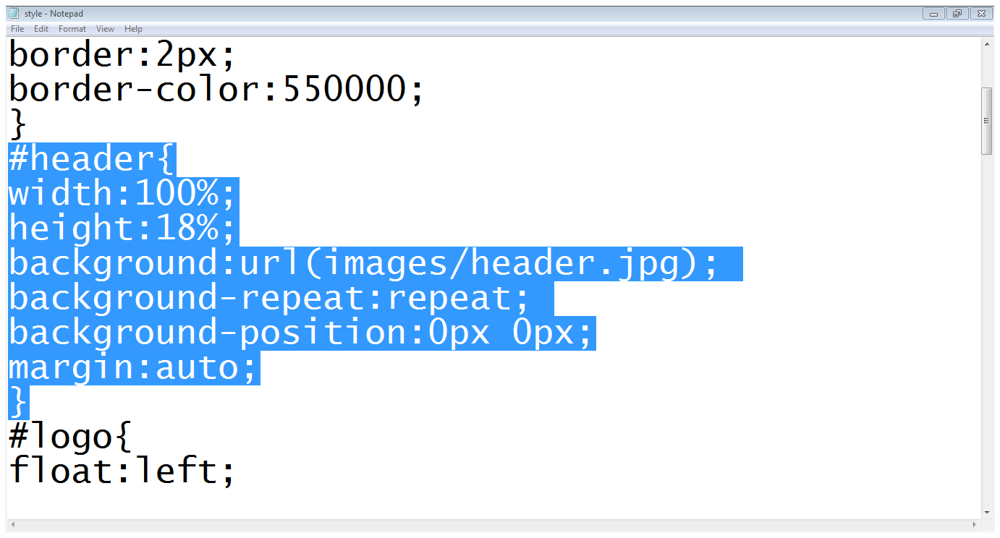 style - Notepad
File Edit Format View Help
border:2px;
border-color:550000;
}
#header{
width:100%;
height:18%;
background:url(images/header.jpg);
background-repeat:repeat;
background-position:0px 0px;
margin:auto;
}
#logo{
float:left;